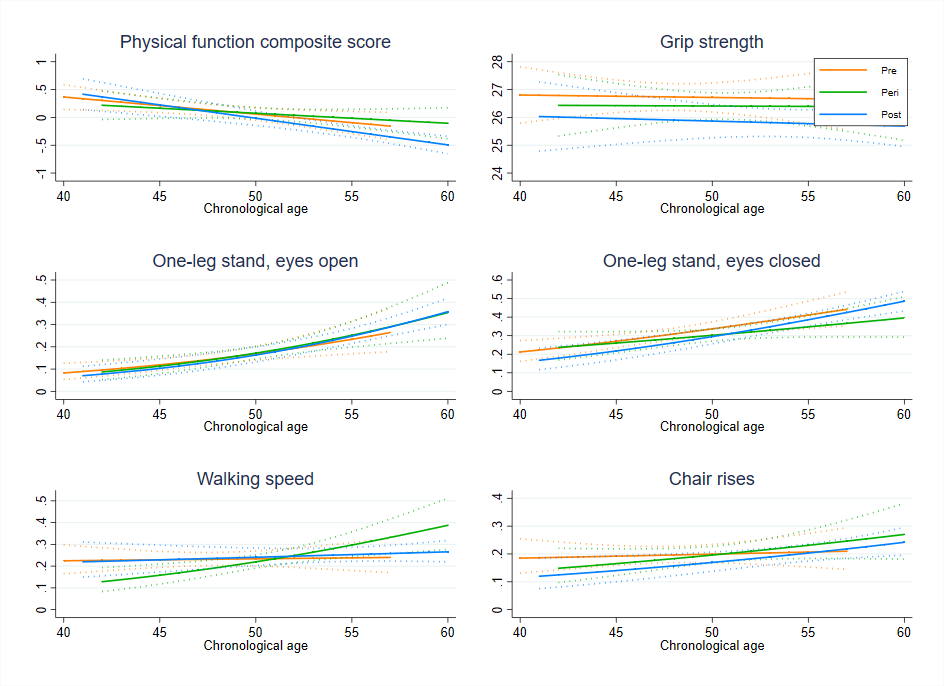 Physical function composite score
1
.5
0
-.5
-1
40 45 50 55 60
Chronological age
Grip strength
28
27
26
25
24
Pre
Peri
Post
40 45 50 55 60
Chronological age
One-leg stand, eyes open
.5
.4
.3
.2
.1
0
40 45 50 55 60
Chronological age
One-leg stand, eyes closed
.6
.5
.4
.3
.2
.1
0
40 45 50 55 60
Chronological age
Walking speed
.5
.4
.3
.2
.1
0
40 45 50 55 60
Chronological age
Chair rises
.4
.3
.2
.1
0
40 45 50 55 60
Chronological age